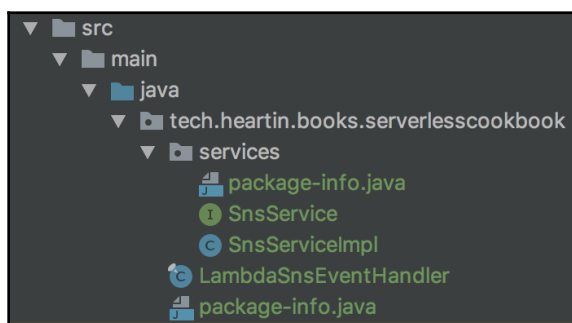 src
main
java
tech.heartin.books.serverlesscookbook
services
package-info.java
SnsService
SnsServiceImpl
LambdaSnsEventHandler
package-info.java